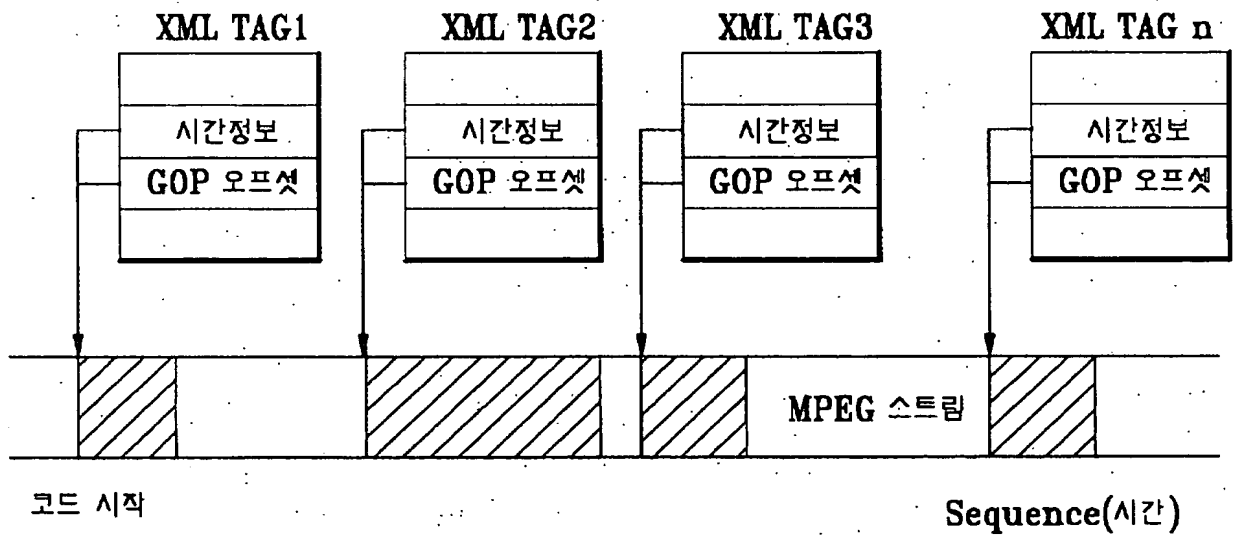 XML TAG1 XML TAG2 XML TAG3 XML TAG n
시간정보 시간정보 시간정보 시간정보
GOP 오프셋 GOP 오프셋 GOP 오프셋 GOP 오프셋
MPEG 스트림
코드 시작
Sequence(시간)